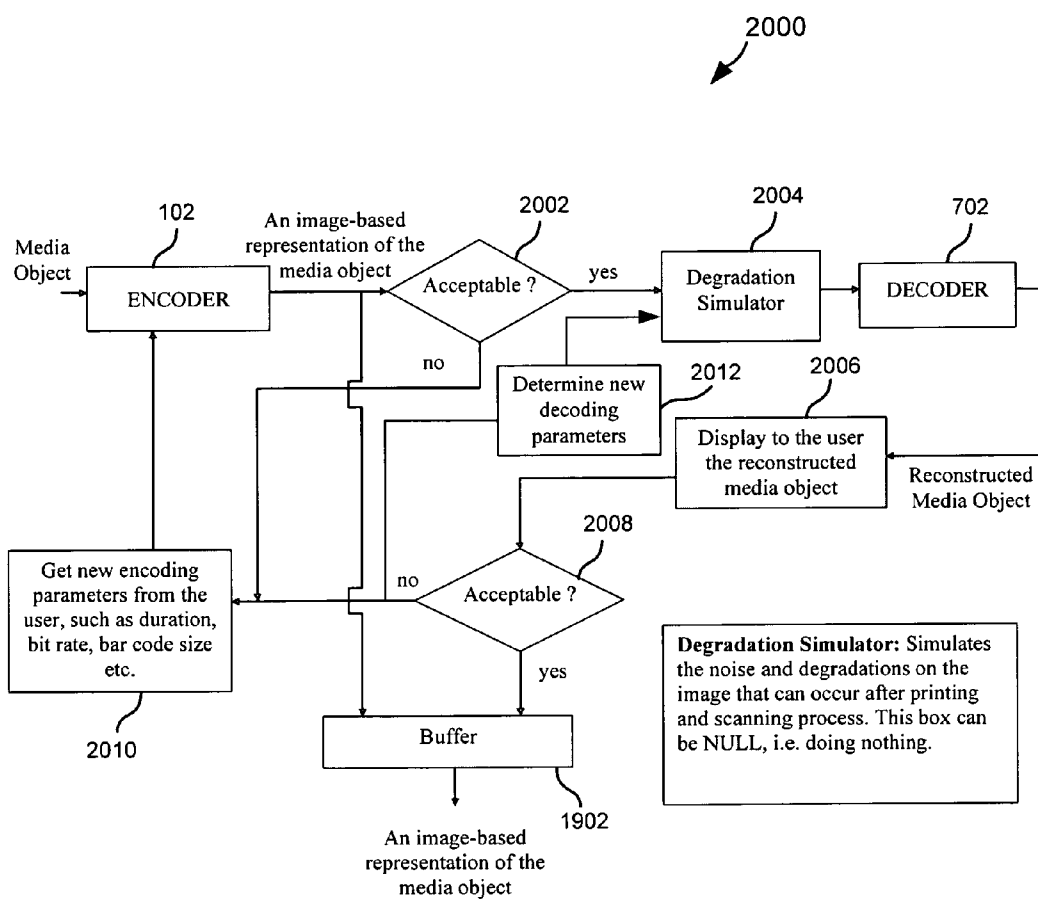 2000
102
An image-based
representation of the
media object
2002
2004
702
Media
Object
ENCODER
Acceptable ?
yes
Degradation
Simulator
DECODER
no
Determine new
decoding
parameters
2012
2006
Display to the user
the reconstructed
media object
Reconstructed
Media Object
2008
Get new encoding
parameters from the
user, such as duration,
bit rate, bar code size
etc.
no
Acceptable ?
yes
2010
Buffer
1902
Degradation Simulator: Simulates
the noise and degradations on the
image that can occur after printing
and scanning process. This box can
be NULL, i.e. doing nothing.
An image-based
representation of the
media object